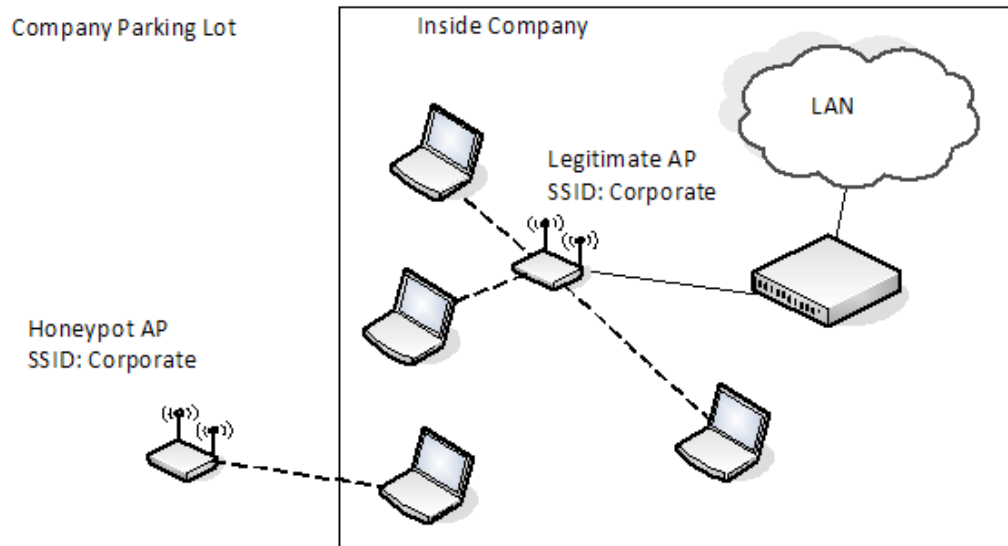 Company Parking Lot
Inside Company
LAN
Legitimate AP
SSID: Corporate
Honeypot AP
SSID: Corporate